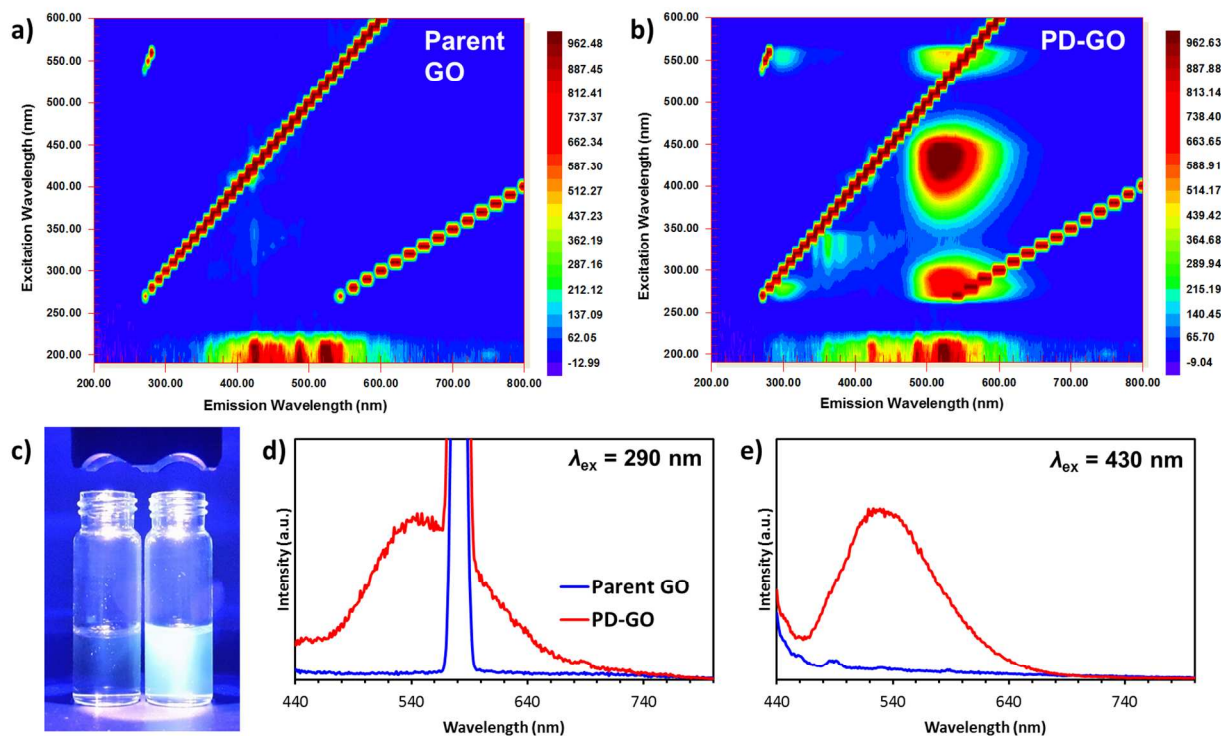 a)
Parent
GO
600.00
550.00
500.00
450.00
400.00
350.00
300.00
250.00
200.00
Excitation Wavelength (nm)
200.00 300.00 400.00 500.00 600.00 700.00 800.00
Emission Wavelength (nm)
962.48
887.45
812.41
737.37
662.34
587.30
512.27
437.23
362.19
287.16
212.12
137.09
62.05
-12.99
b)
PD-GO
600.00
550.00
500.00
450.00
400.00
350.00
300.00
250.00
200.00
Excitation Wavelength (nm)
200.00 300.00 400.00 500.00 600.00 700.00 800.00
Emission Wavelength (nm)
962.63
887.88
813.14
738.40
663.65
588.91
514.17
439.42
364.68
289.94
215.19
140.45
65.70
-9.04
c)
d)
λex = 290 nm
Intensity (a.u.)
Parent GO
PD-GO
440 540 640 740
Wavelength (nm)
e)
λex = 430 nm
Intensity (a.u.)
440 540 640 740
Wavelength (nm)